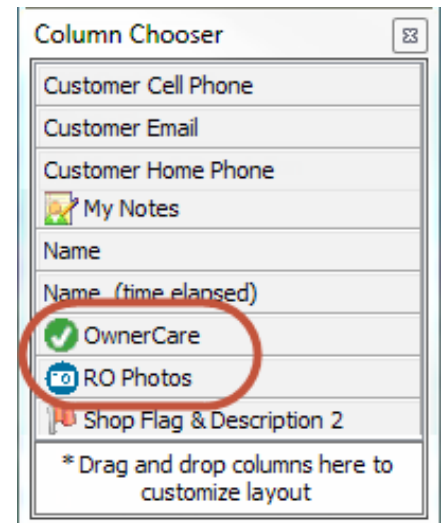 Column Chooser
Customer Cell Phone
Customer Email
Customer Home Phone
My Notes
Name
Name (time elapsed)
OwnerCare
RO Photos
Shop Flag & Description 2
* Drag and drop columns here to
customize layout